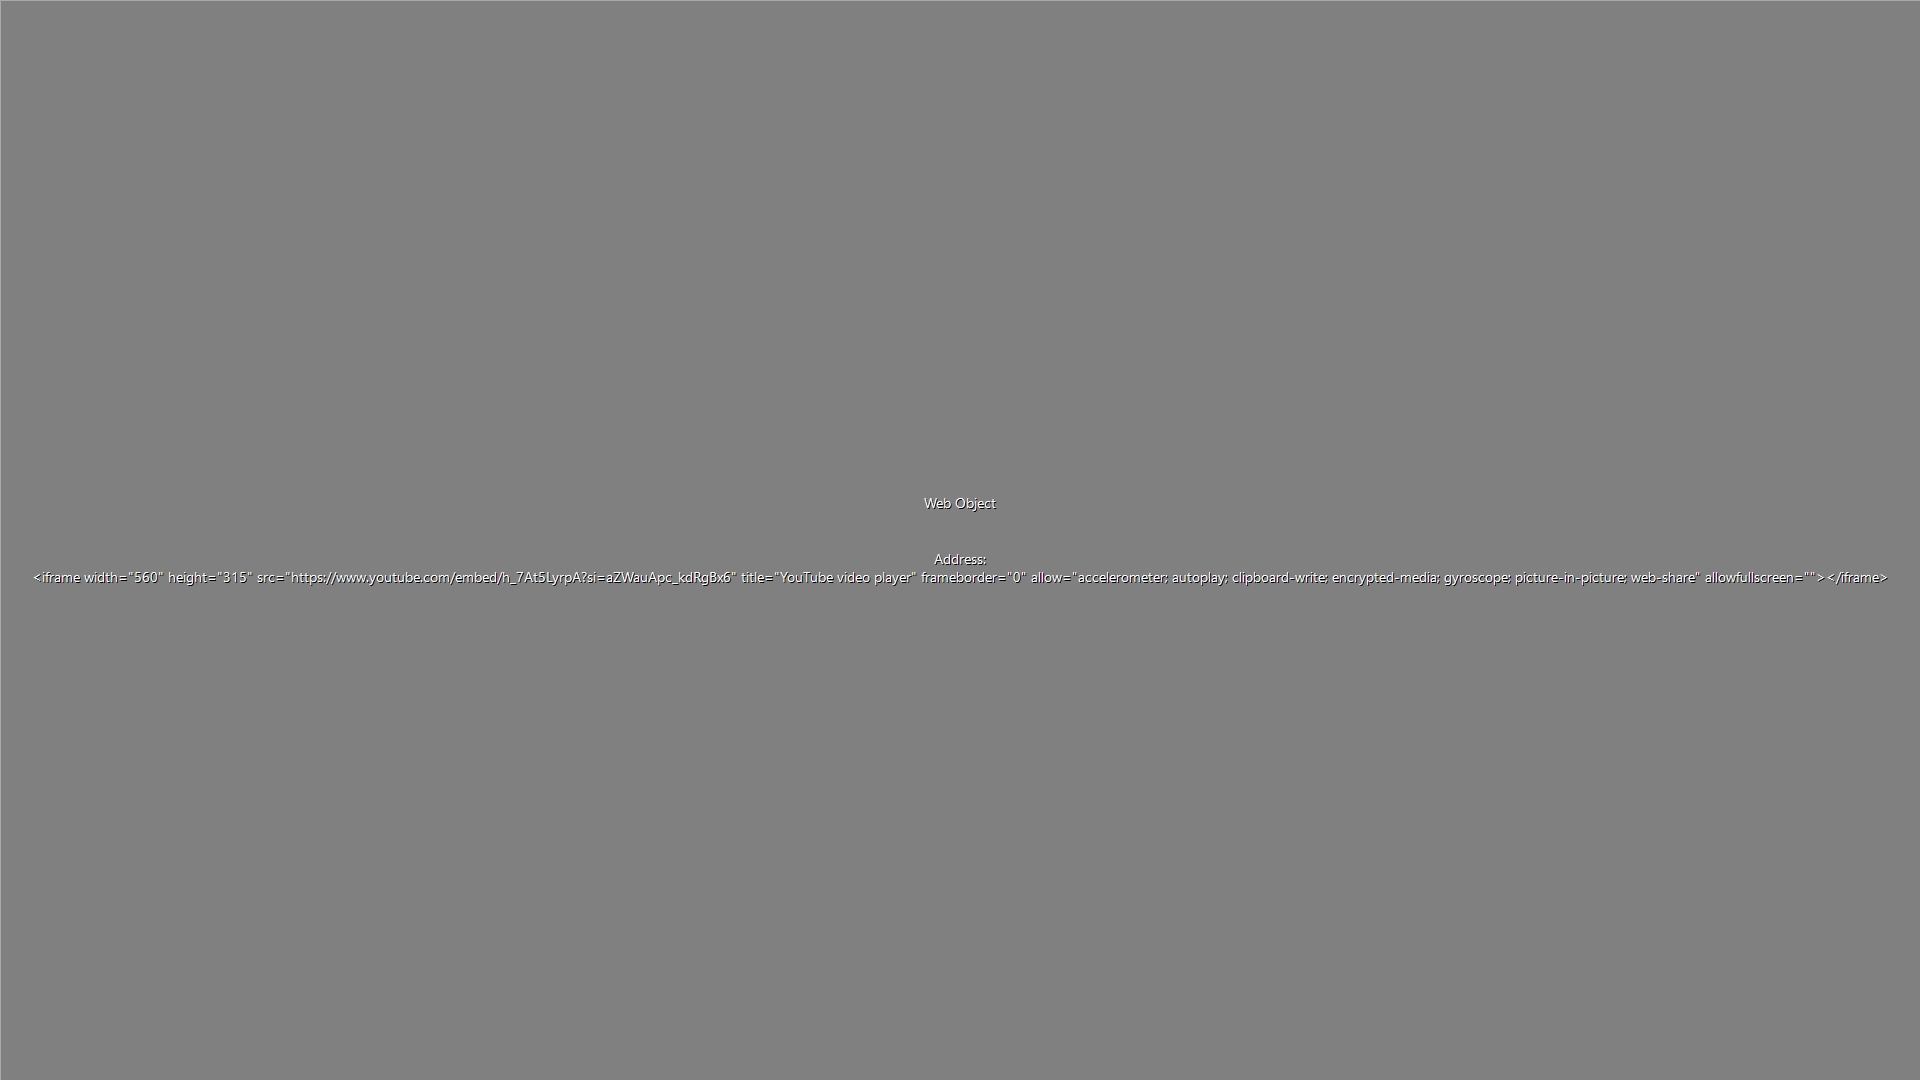 Web Object
Address:
<iframe width="560" height="315" src="https://www.youtube.com/embed/h_7At5LyrpA?si=aZWauApc_kdRgBx6" title="YouTube video player" frameborder="0" allow="accelerometer; autoplay; clipboard-write; encrypted-media; gyroscope; picture-in-picture; web-share" allowfullscreen=""></iframe>